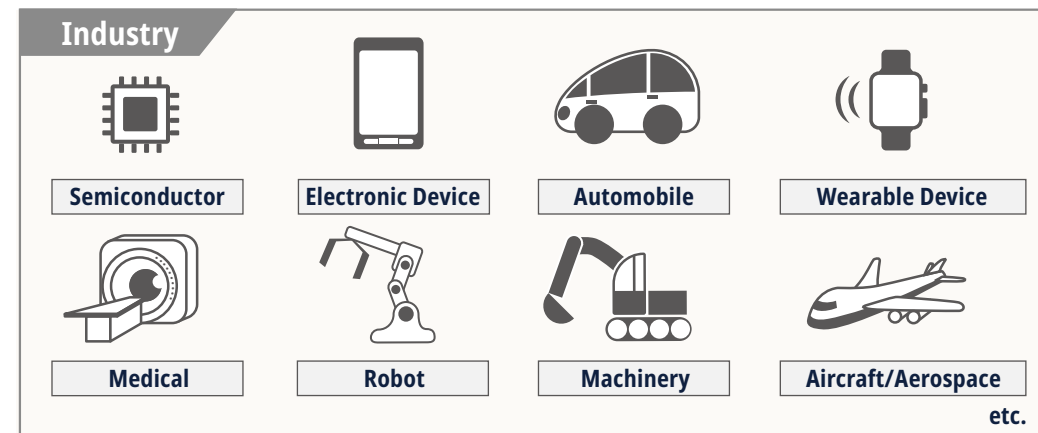 Industry
Semiconductor
Electronic Device
Automobile
Wearable Device
Medical
Robot
Machinery
Aircraft/Aerospace
etc.